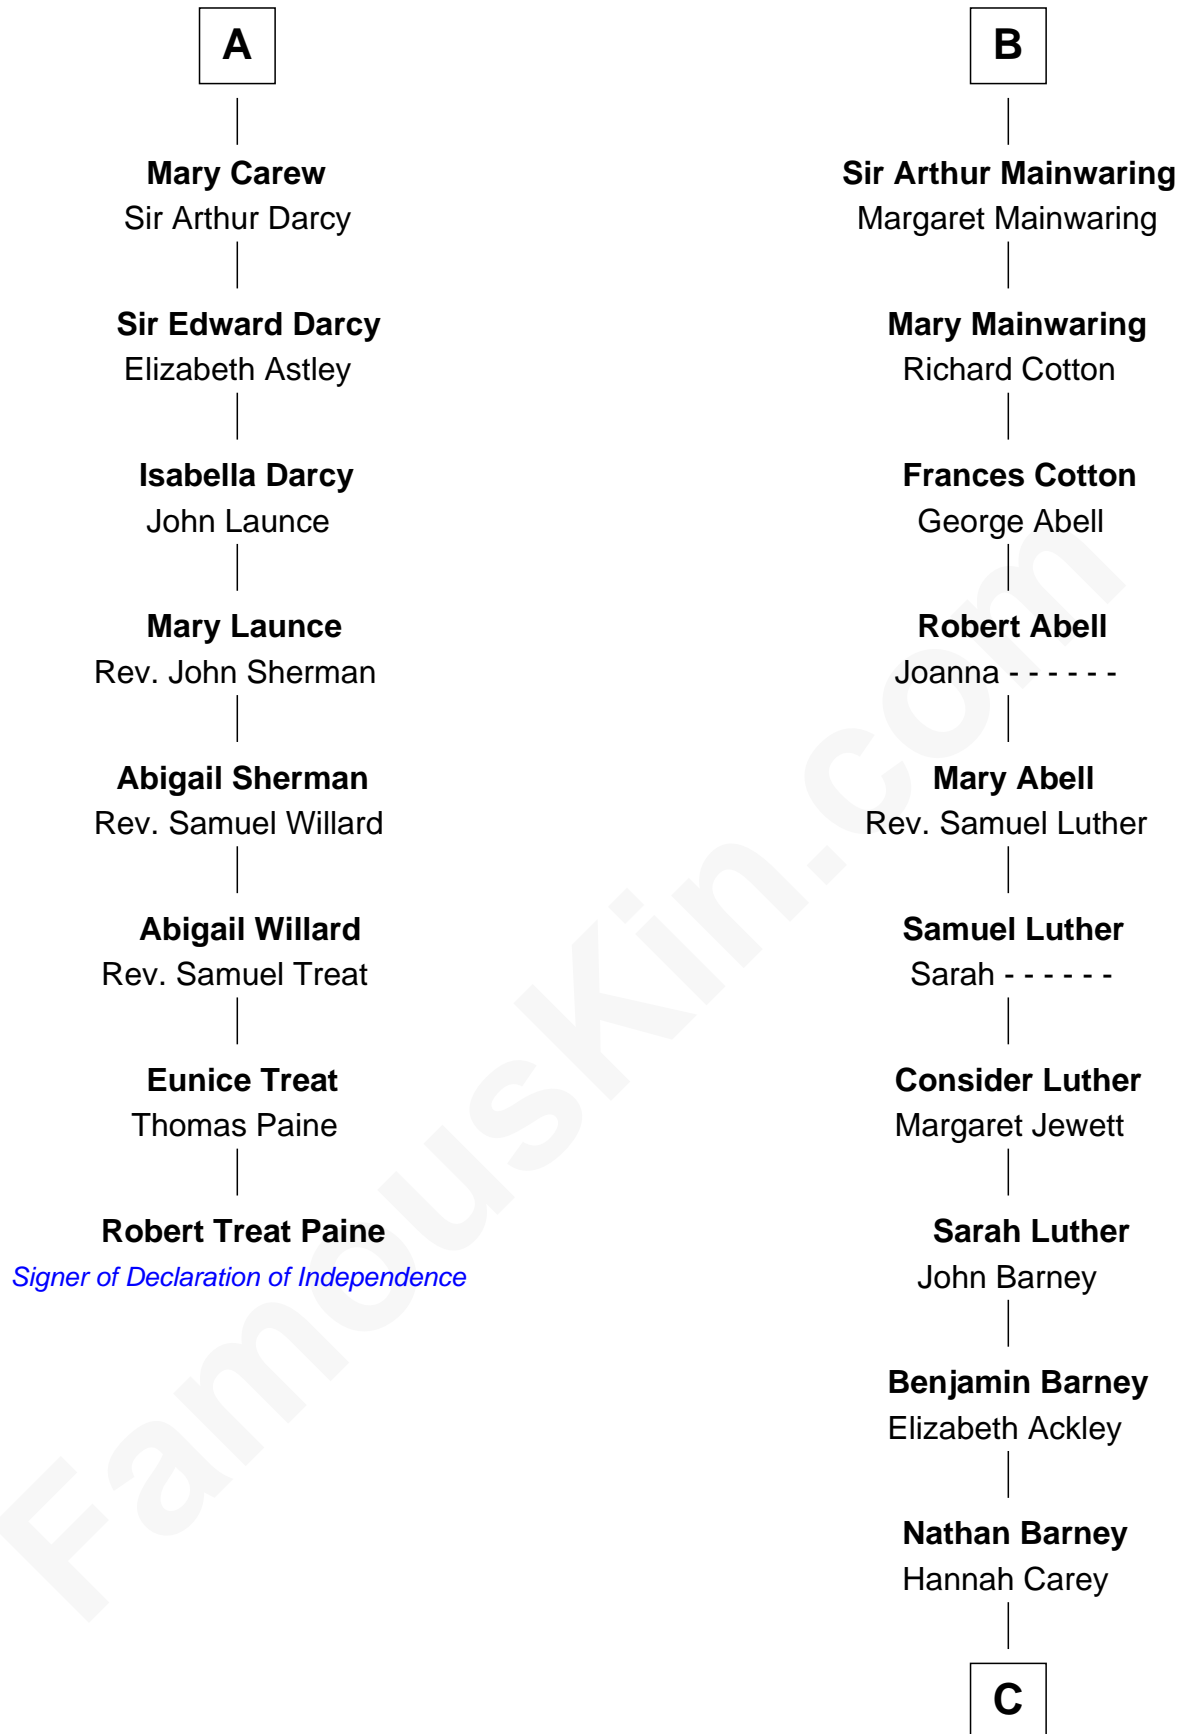 A
Mary Carew
Sir Arthur Darcy
Sir Edward Darcy
Elizabeth Astley
Isabella Darcy
John Launce
Mary Launce
Rev. John Sherman
Abigail Sherman
Rev. Samuel Willard
Abigail Willard
Rev. Samuel Treat
Eunice Treat
Thomas Paine
Robert Treat Paine
Signer of Declaration of Independence
B
Sir Arthur Mainwaring
Margaret Mainwaring
Mary Mainwaring
Richard Cotton
Frances Cotton
George Abell
Robert Abell
Joanna - - - - - -
Mary Abell
Rev. Samuel Luther
Samuel Luther
Sarah - - - - - -
Consider Luther
Margaret Jewett
Sarah Luther
John Barney
Benjamin Barney
Elizabeth Ackley
Nathan Barney
Hannah Carey
C
FamousKin.com